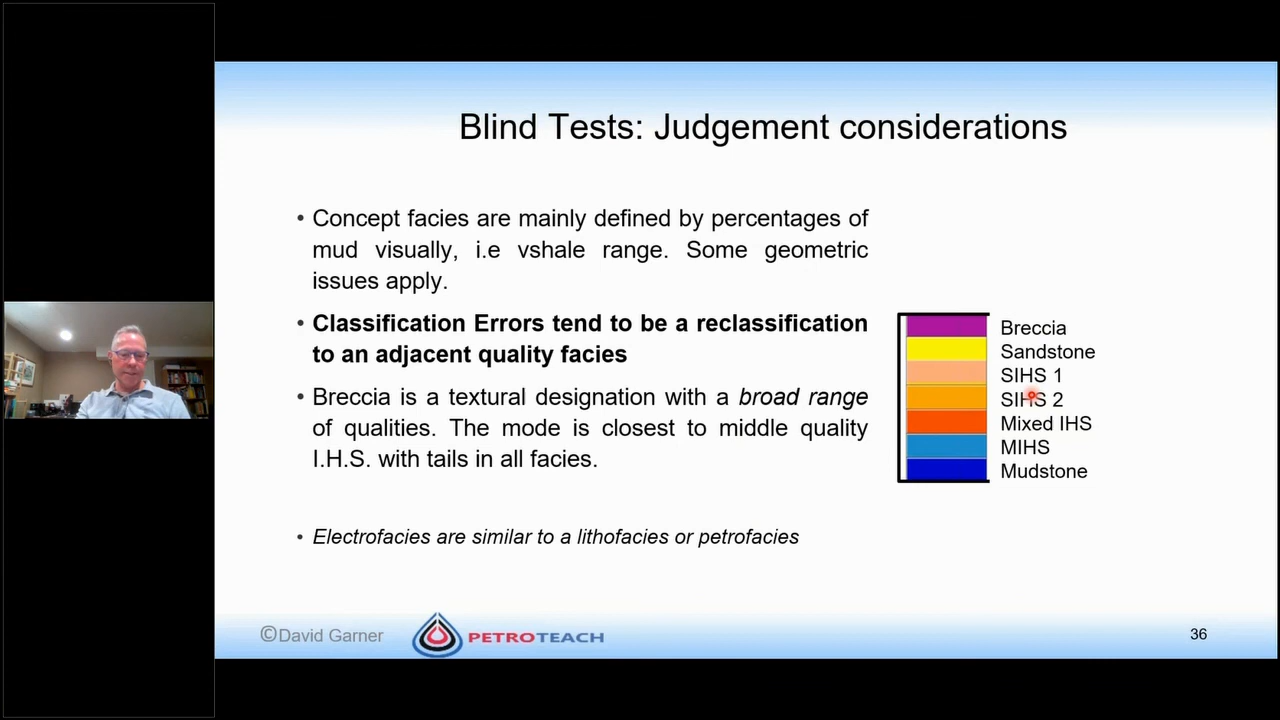 Blind Tests: Judgement considerations
• Concept facies are mainly defined by percentages of
mud visually, i.e vshale range. Some geometric
issues apply.
• Classification Errors tend to be a reclassification
to an adjacent quality facies
• Breccia is a textural designation with a broad range
of qualities. The mode is closest to middle quality
I.H.S. with tails in all facies.
• Electrofacies are similar to a lithofacies or petrofacies
Breccia
Sandstone
SIHS 1
SIHS 2
Mixed IHS
MIHS
Mudstone
©David Garner
PETROTEACH
36